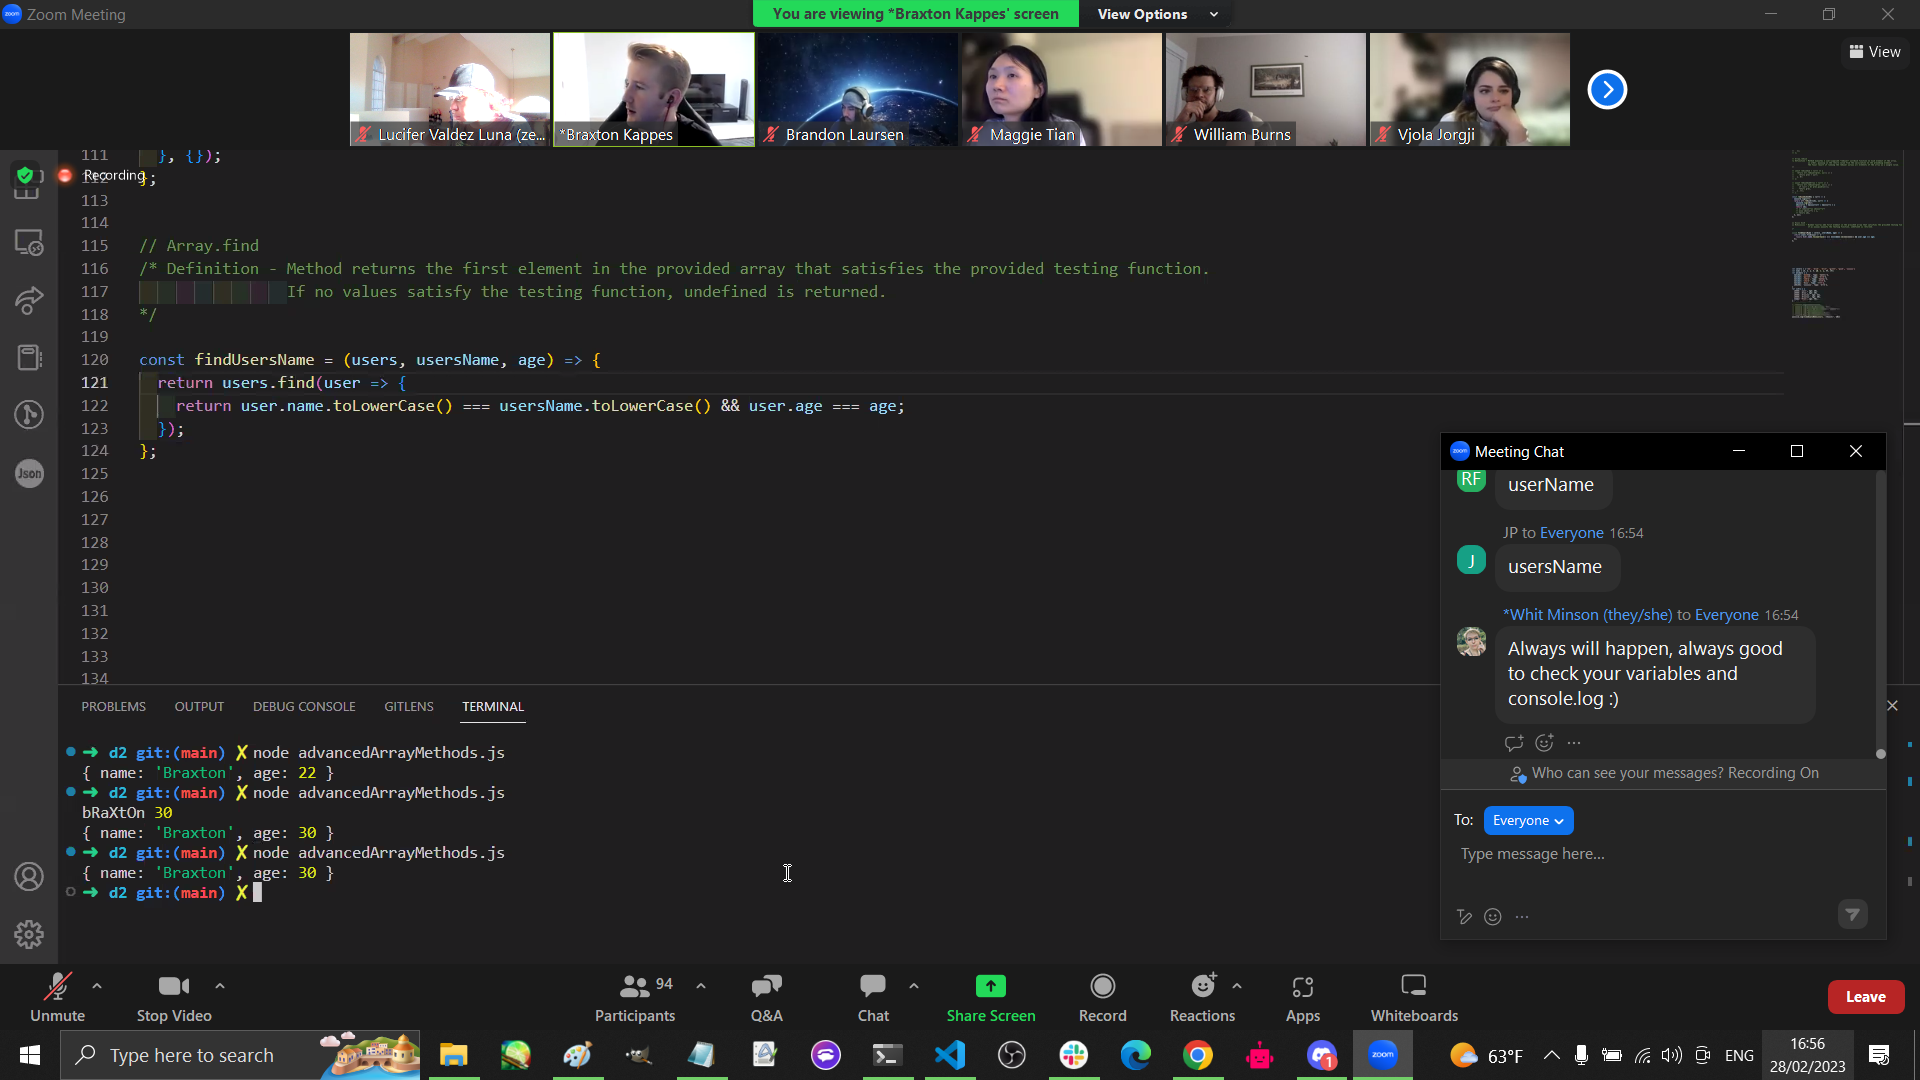 zoom Zoom Meeting
You are viewing *Braxton Kappes' screen
View Options
View
Lucifer Valdez Luna (ze...
*Braxton Kappes
Brandon Laursen
Maggie Tian
William Burns
Vjola Jorgji
Recording
111 }, {});
112 };
113
114
115 // Array.find
116 /* Definition - Method returns the first element in the provided array that satisfies the provided testing function.
117 If no values satisfy the testing function, undefined is returned.
118 */
119
120 const findUsersName = (users, usersName, age) => {
121 return users.find(user => {
122 return user.name.toLowerCase() === usersName.toLowerCase() && user.age === age;
123 });
124 };
125
126
127
128
129
130
131
132
133
134
Json
PROBLEMS OUTPUT DEBUG CONSOLE GITLENS TERMINAL
➜ d2 git:(main) ✗ node advancedArrayMethods.js
{ name: 'Braxton', age: 22 }
➜ d2 git:(main) ✗ node advancedArrayMethods.js
bRaXtOn 30
{ name: 'Braxton', age: 30 }
➜ d2 git:(main) ✗ node advancedArrayMethods.js
{ name: 'Braxton', age: 30 }
➜ d2 git:(main) ✗
zoom Meeting Chat
RF userName
JP to Everyone 16:54
J usersName
*Whit Minson (they/she) to Everyone 16:54
Always will happen, always good
to check your variables and
console.log :)
Who can see your messages? Recording On
To: Everyone
Type message here...
Unmute
Stop Video
94
Participants
Q&A
Chat
Share Screen
Record
Reactions
Apps
Whiteboards
Leave
Type here to search
1
zoom
63°F
ENG
16:56
28/02/2023